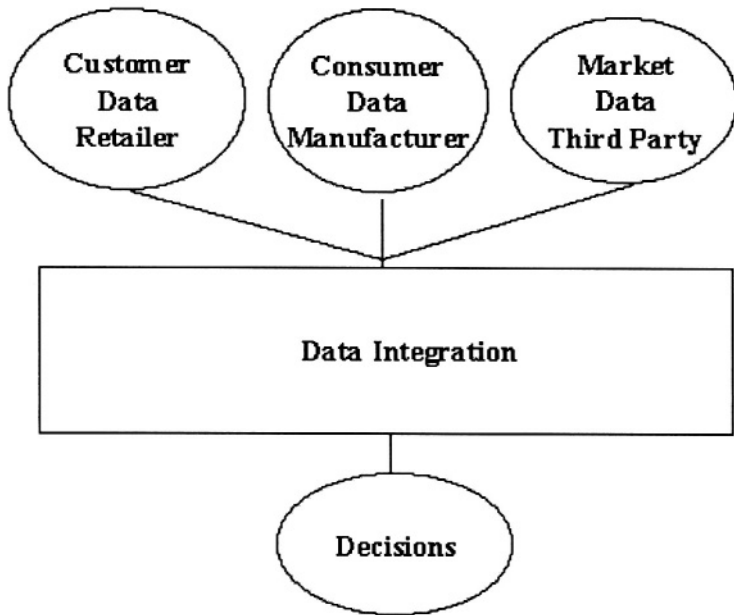 Customer
Data
Retailer
Consumer
Data
Manufacturer
Market
Data
Third Party
Data Integration
Decisions